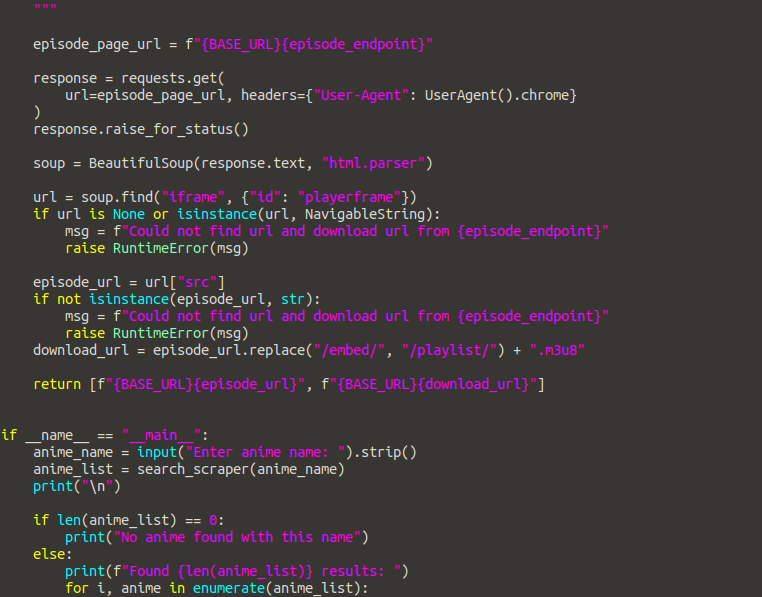 """

    episode_page_url = f"{BASE_URL}{episode_endpoint}"

    response = requests.get(
        url=episode_page_url, headers={"User-Agent": UserAgent().chrome}
    )
    response.raise_for_status()

    soup = BeautifulSoup(response.text, "html.parser")

    url = soup.find("iframe", {"id": "playerframe"})
    if url is None or isinstance(url, NavigableString):
        msg = f"Could not find url and download url from {episode_endpoint}"
        raise RuntimeError(msg)

    episode_url = url["src"]
    if not isinstance(episode_url, str):
        msg = f"Could not find url and download url from {episode_endpoint}"
        raise RuntimeError(msg)
    download_url = episode_url.replace("/embed/", "/playlist/") + ".m3u8"

    return [f"{BASE_URL}{episode_url}", f"{BASE_URL}{download_url}"]


if __name__ == "__main__":
    anime_name = input("Enter anime name: ").strip()
    anime_list = search_scraper(anime_name)
    print("\n")

    if len(anime_list) == 0:
        print("No anime found with this name")
    else:
        print(f"Found {len(anime_list)} results: ")
        for i, anime in enumerate(anime_list):